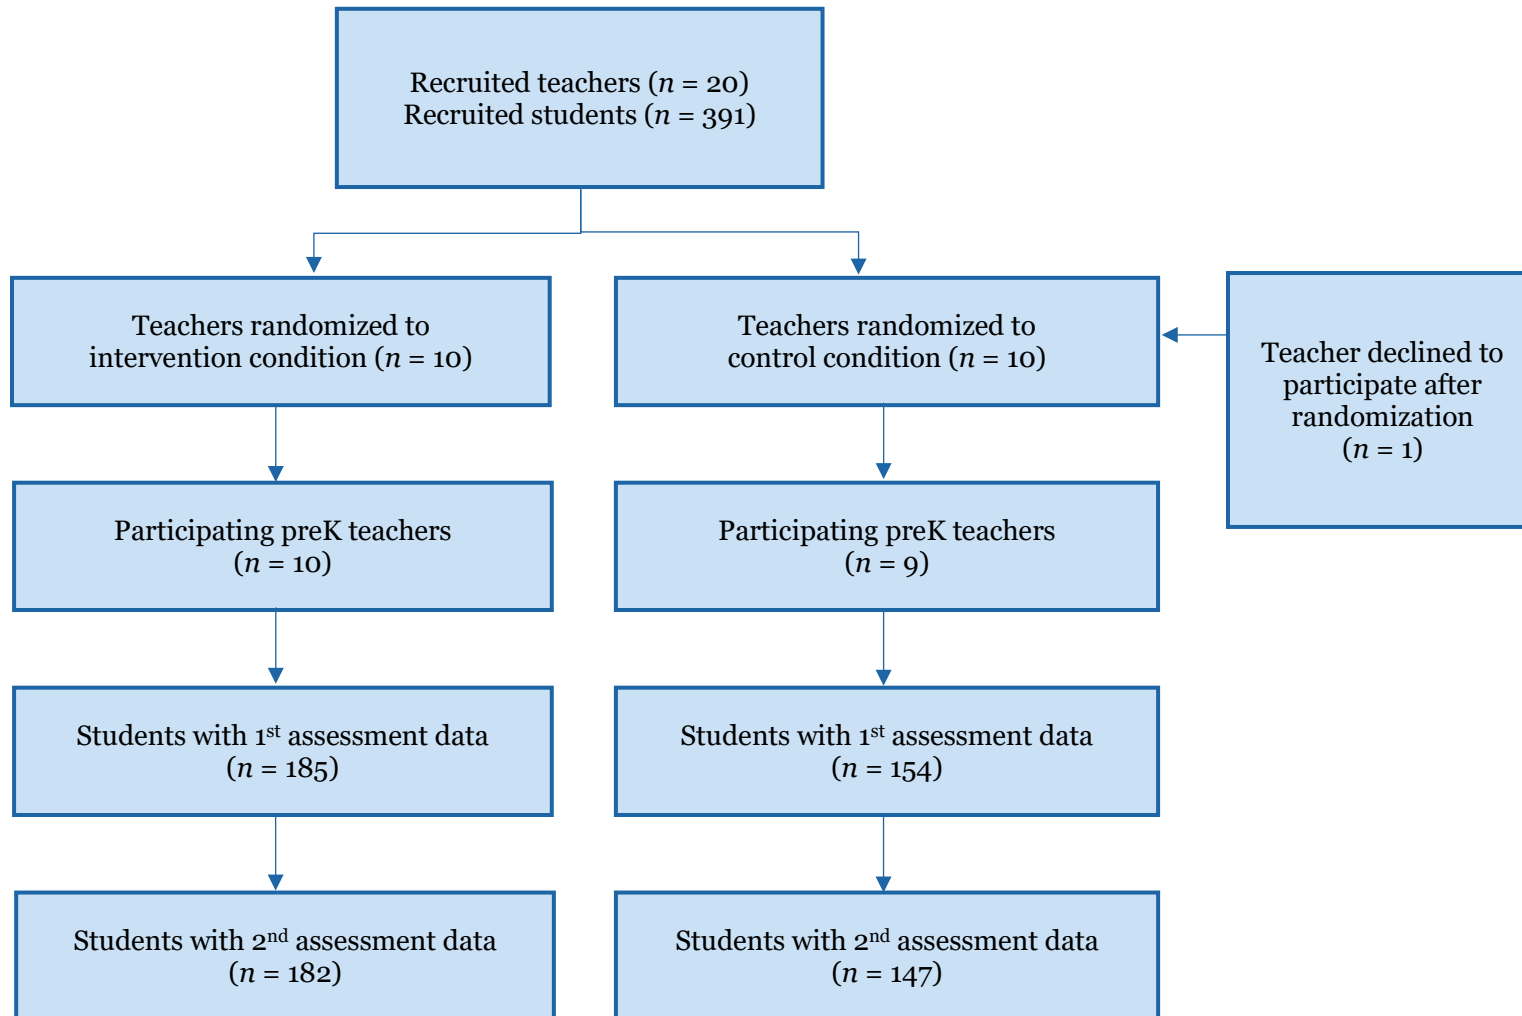 Recruited teachers (n = 20)
Recruited students (n = 391)
Teachers randomized to
intervention condition (n = 10)
Teachers randomized to
control condition (n = 10)
Teacher declined to
participate after
randomization
(n = 1)
Participating preK teachers
(n = 10)
Participating preK teachers
(n = 9)
Students with 1st assessment data
(n = 185)
Students with 1st assessment data
(n = 154)
Students with 2nd assessment data
(n = 182)
Students with 2nd assessment data
(n = 147)